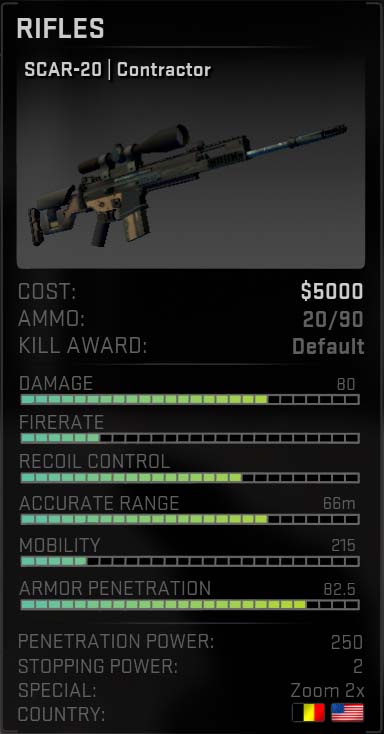 RIFLES
SCAR-20 | Contractor
COST: $5000
AMMO: 20/90
KILL AWARD: Default
DAMAGE 80
FIRERATE
RECOIL CONTROL
ACCURATE RANGE 66m
MOBILITY 215
ARMOR PENETRATION 82.5
PENETRATION POWER: 250
STOPPING POWER: 2
SPECIAL: Zoom 2x
COUNTRY: